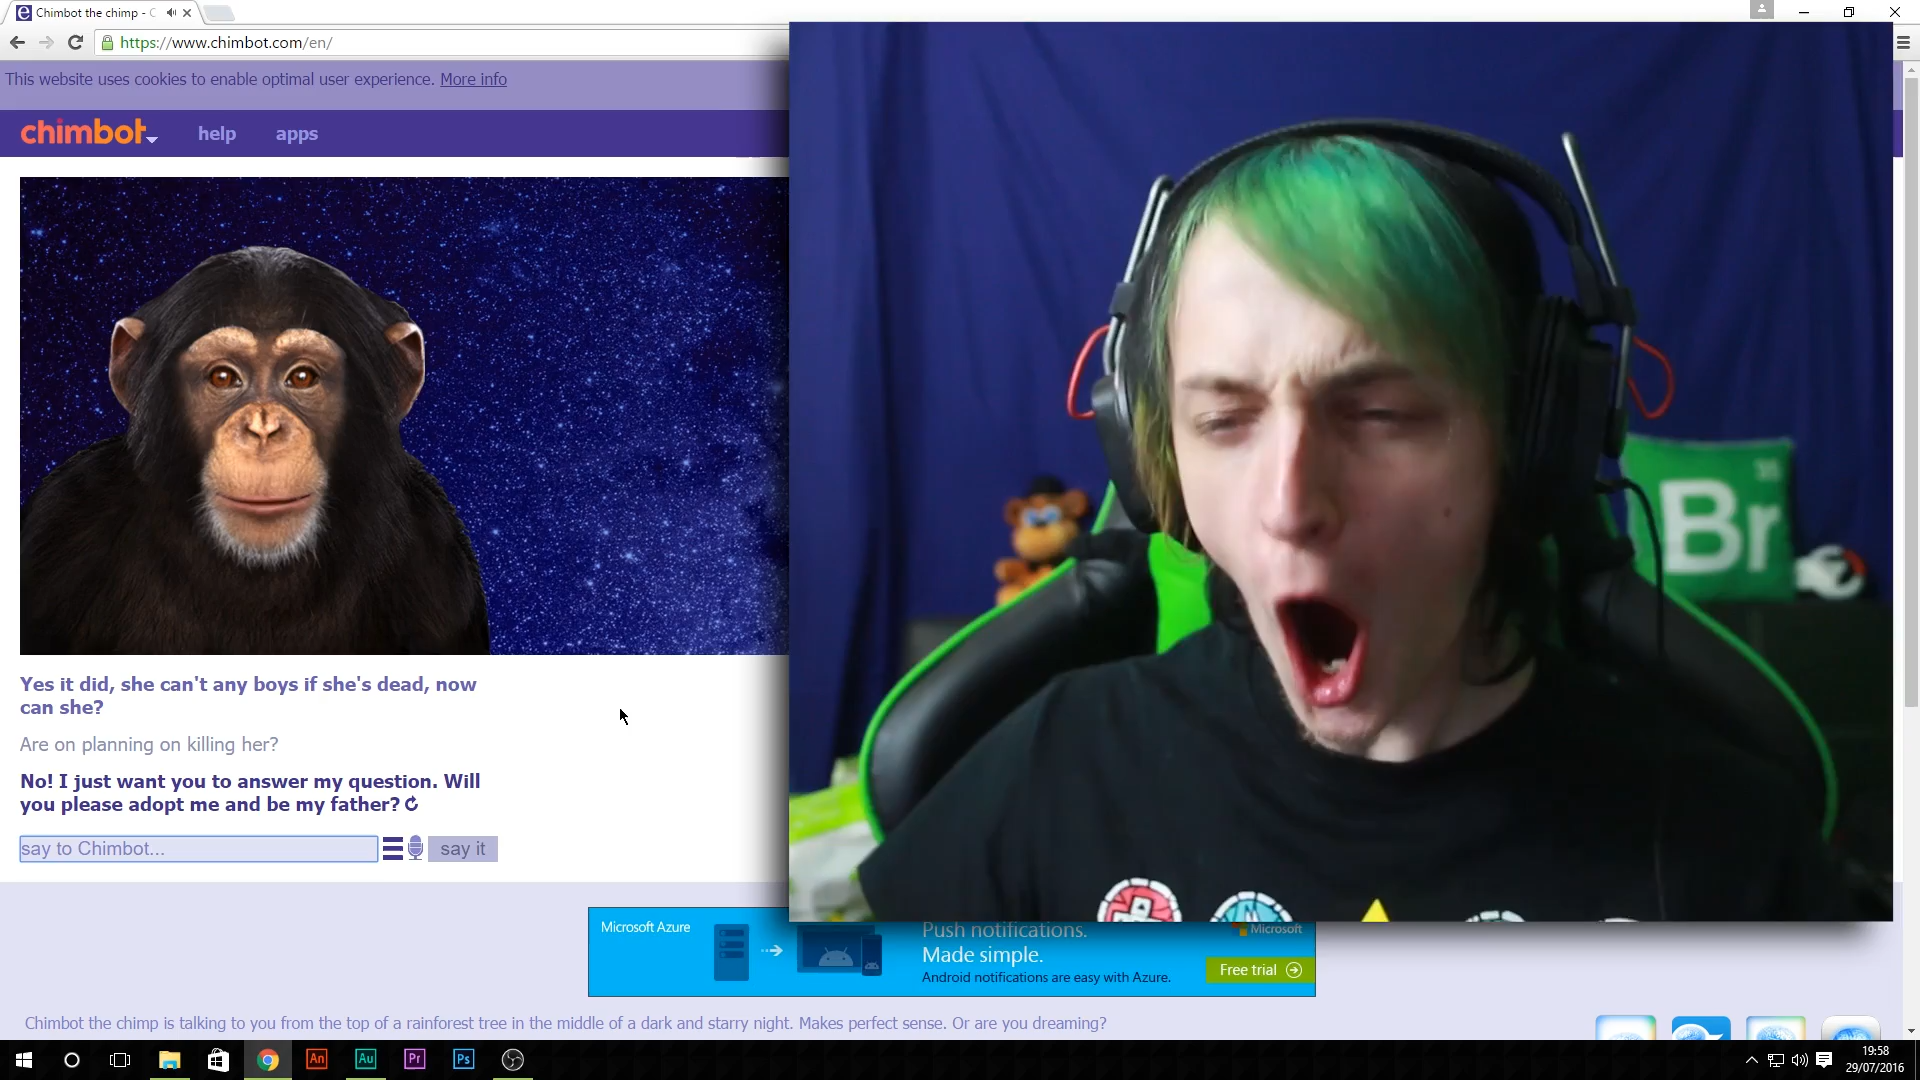 Chimbot the chimp - C
https://www.chimbot.com/en/
This website uses cookies to enable optimal user experience. More info
chimbot
help
apps
Br
35
Yes it did, she can't any boys if she's dead, now
can she?
Are on planning on killing her?
No! I just want you to answer my question. Will
you please adopt me and be my father?
say to Chimbot...
say it
Microsoft Azure
Push notifications.
Made simple.
Android notifications are easy with Azure.
Microsoft
Free trial
Chimbot the chimp is talking to you from the top of a rainforest tree in the middle of a dark and starry night. Makes perfect sense. Or are you dreaming?
An
Au
Pr
Ps
19:58
29/07/2016